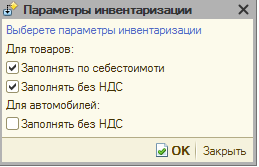 Параметры инвентаризации
Выберете параметры инвентаризации
Для товаров:
Заполнять по себестоимоти
Заполнять без НДС
Для автомобилей:
Заполнять без НДС
OK Закрыть